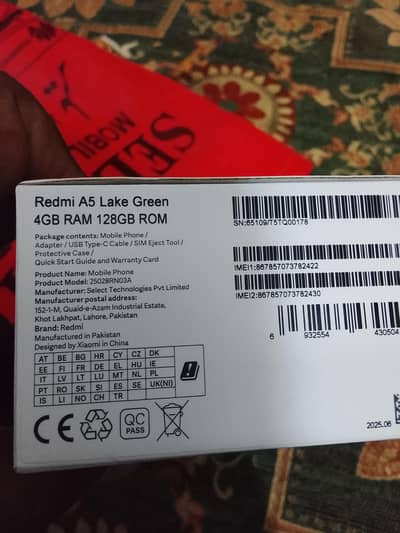 MOBIL
Redmi A5 Lake Green
4GB RAM 128GB ROM
Package contents: Mobile Phone /
Adapter / USB Type-C Cable / SIM Eject Tool /
Protective Case /
Quick Start Guide and Warranty Card
Product Name: Mobile Phone
Product Model: 25028RN03A
Manufacturer: Select Technologies Pvt Limited
Manufacturer postal address:
152-1-M, Quaid-e-Azam Industrial Estate,
Khot Lakhpat, Lahore, Pakistan
Brand: Redmi
Manufactured in Pakistan
Designed by Xiaomi in China
AT BE BG HR CY CZ DK
EE FI FR DE EL HU IE
IT LV LT LU MT NL PL
PT RO SK SI ES SE UK(NI)
IS LI NO CH TR
CE
QC
PASS
SN:65109/T5TQ00178
IMEI1:867857073782422
IMEI2:867857073782430
6 932554 430504
2025.06